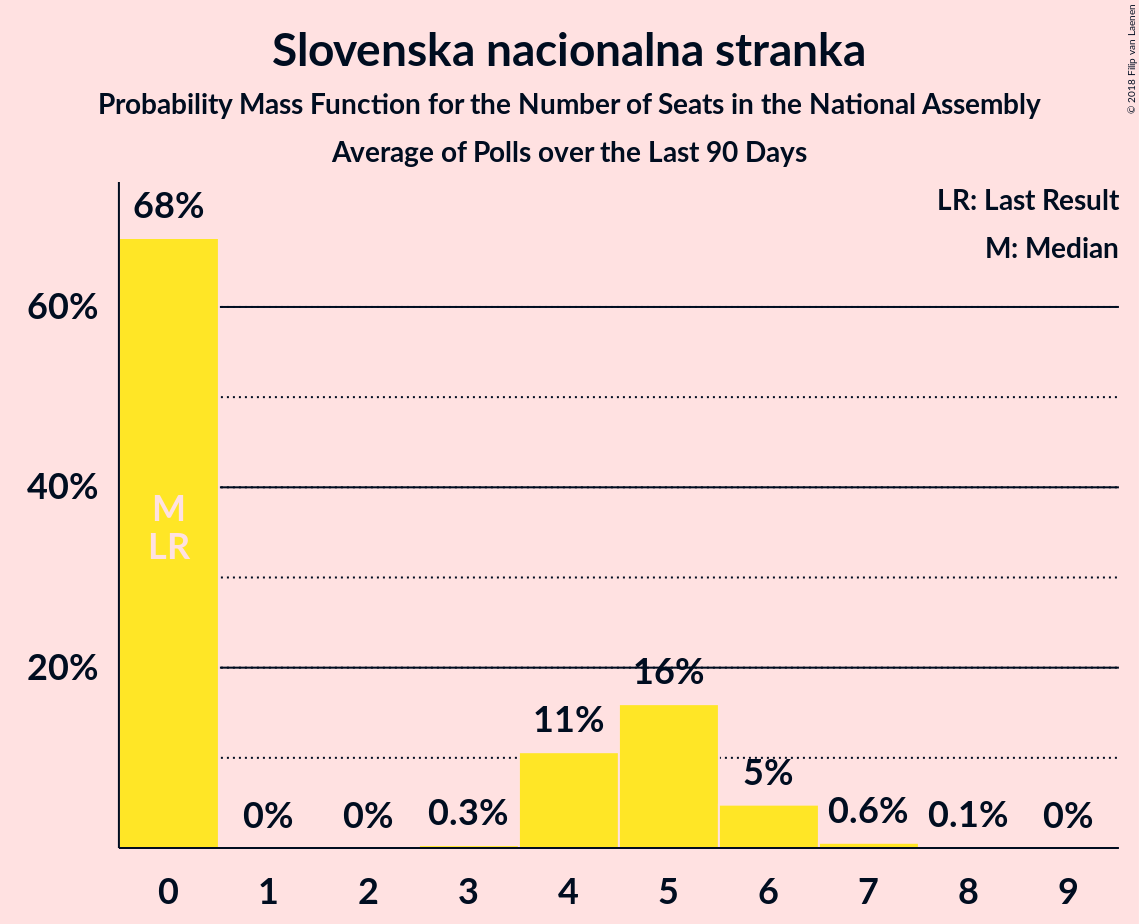 Slovenska nacionalna stranka
Probability Mass Function for the Number of Seats in the National Assembly
Average of Polls over the Last 90 Days
© 2018 Filip van Laenen
LR: Last Result
M: Median
68%
60%
40%
20%
M
LR
0%
0%
0.3%
11%
16%
5%
0.6%
0.1%
0%
0 1 2 3 4 5 6 7 8 9